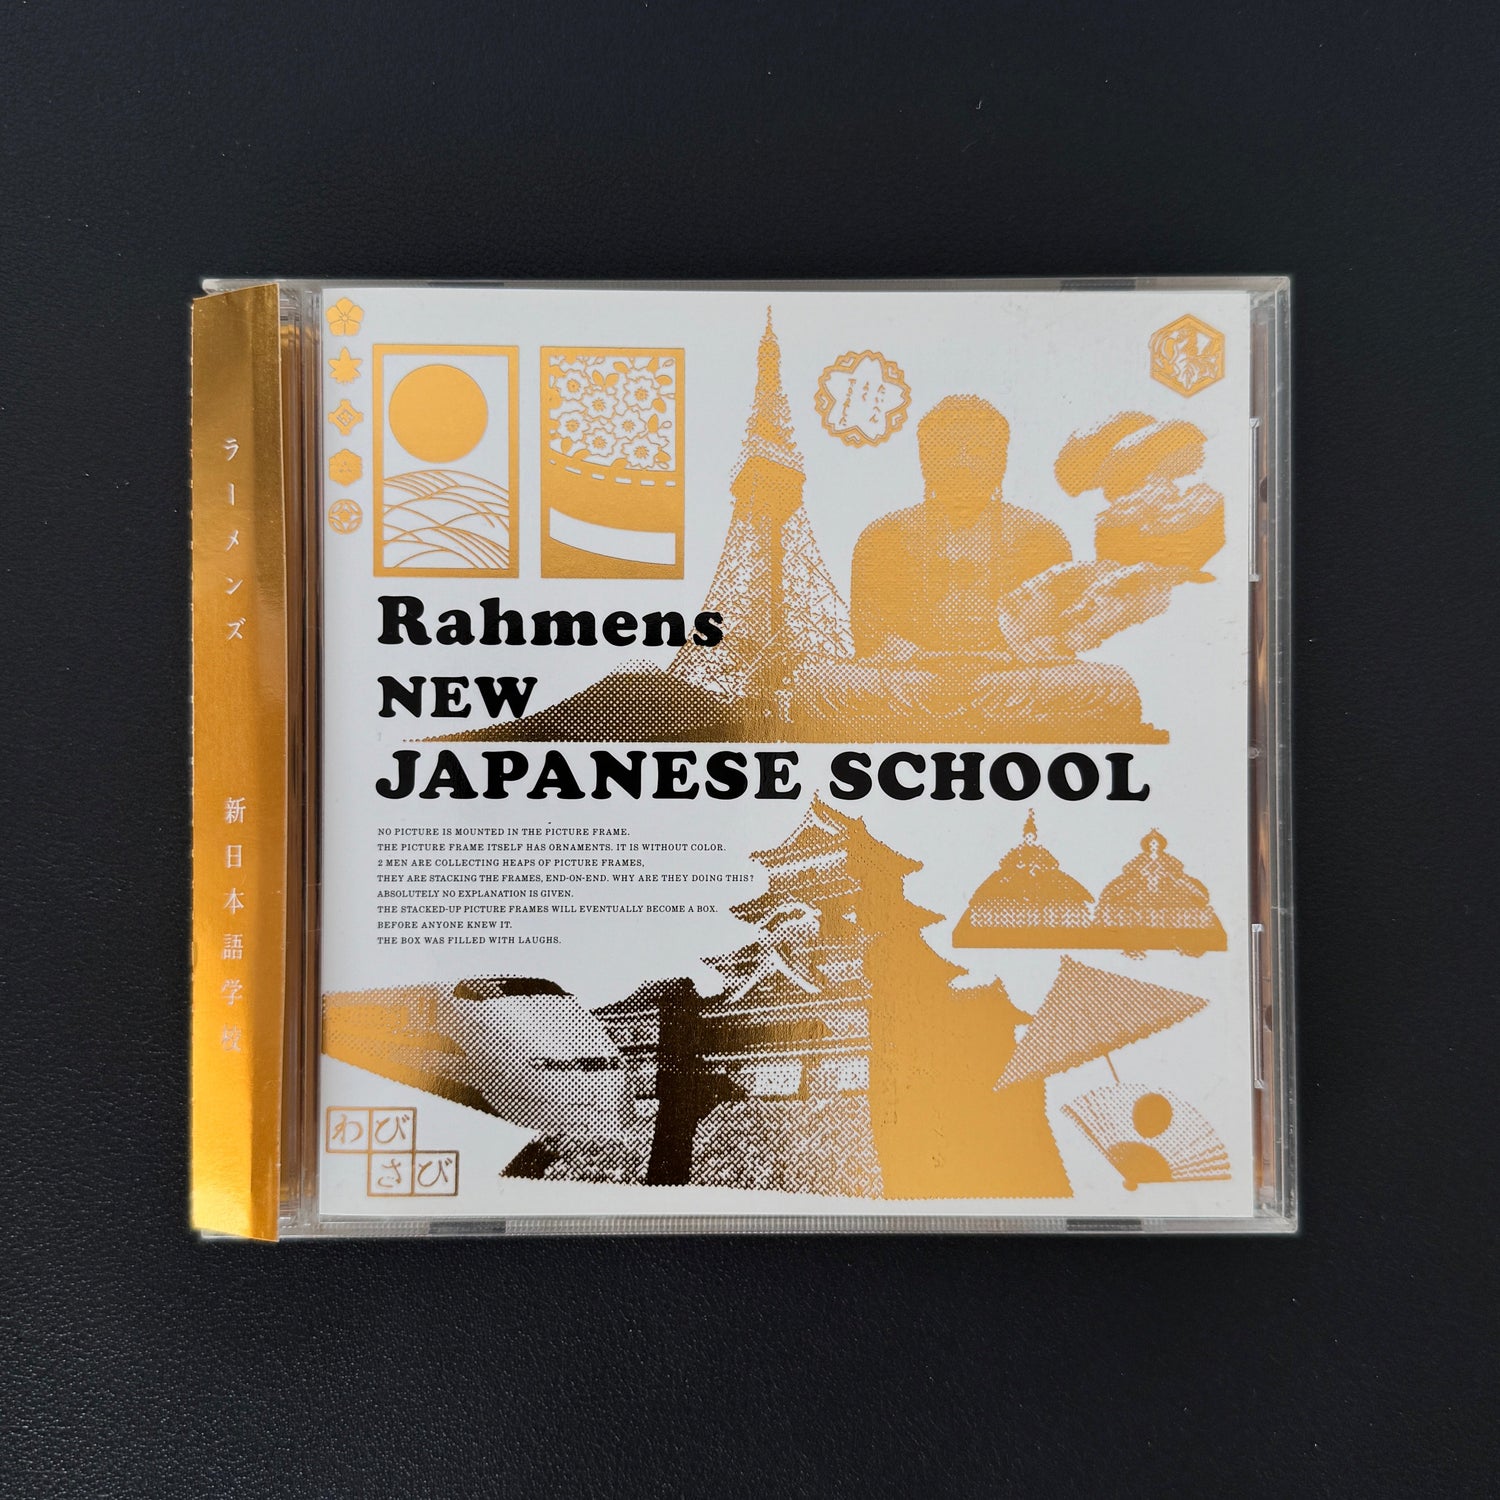 ラーメンズ 新日本語学校
Rahmens
NEW
JAPANESE SCHOOL
NO PICTURE IS MOUNTED IN THE PICTURE FRAME.
THE PICTURE FRAME ITSELF HAS ORNAMENTS. IT IS WITHOUT COLOR.
2 MEN ARE COLLECTING HEAPS OF PICTURE FRAMES,
THEY ARE STACKING THE FRAMES, END-ON-END. WHY ARE THEY DOING THIS?
ABSOLUTELY NO EXPLANATION IS GIVEN.
THE STACKED-UP PICTURE FRAMES WILL EVENTUALLY BECOME A BOX.
BEFORE ANYONE KNEW IT.
THE BOX WAS FILLED WITH LAUGHS.
わび
さび